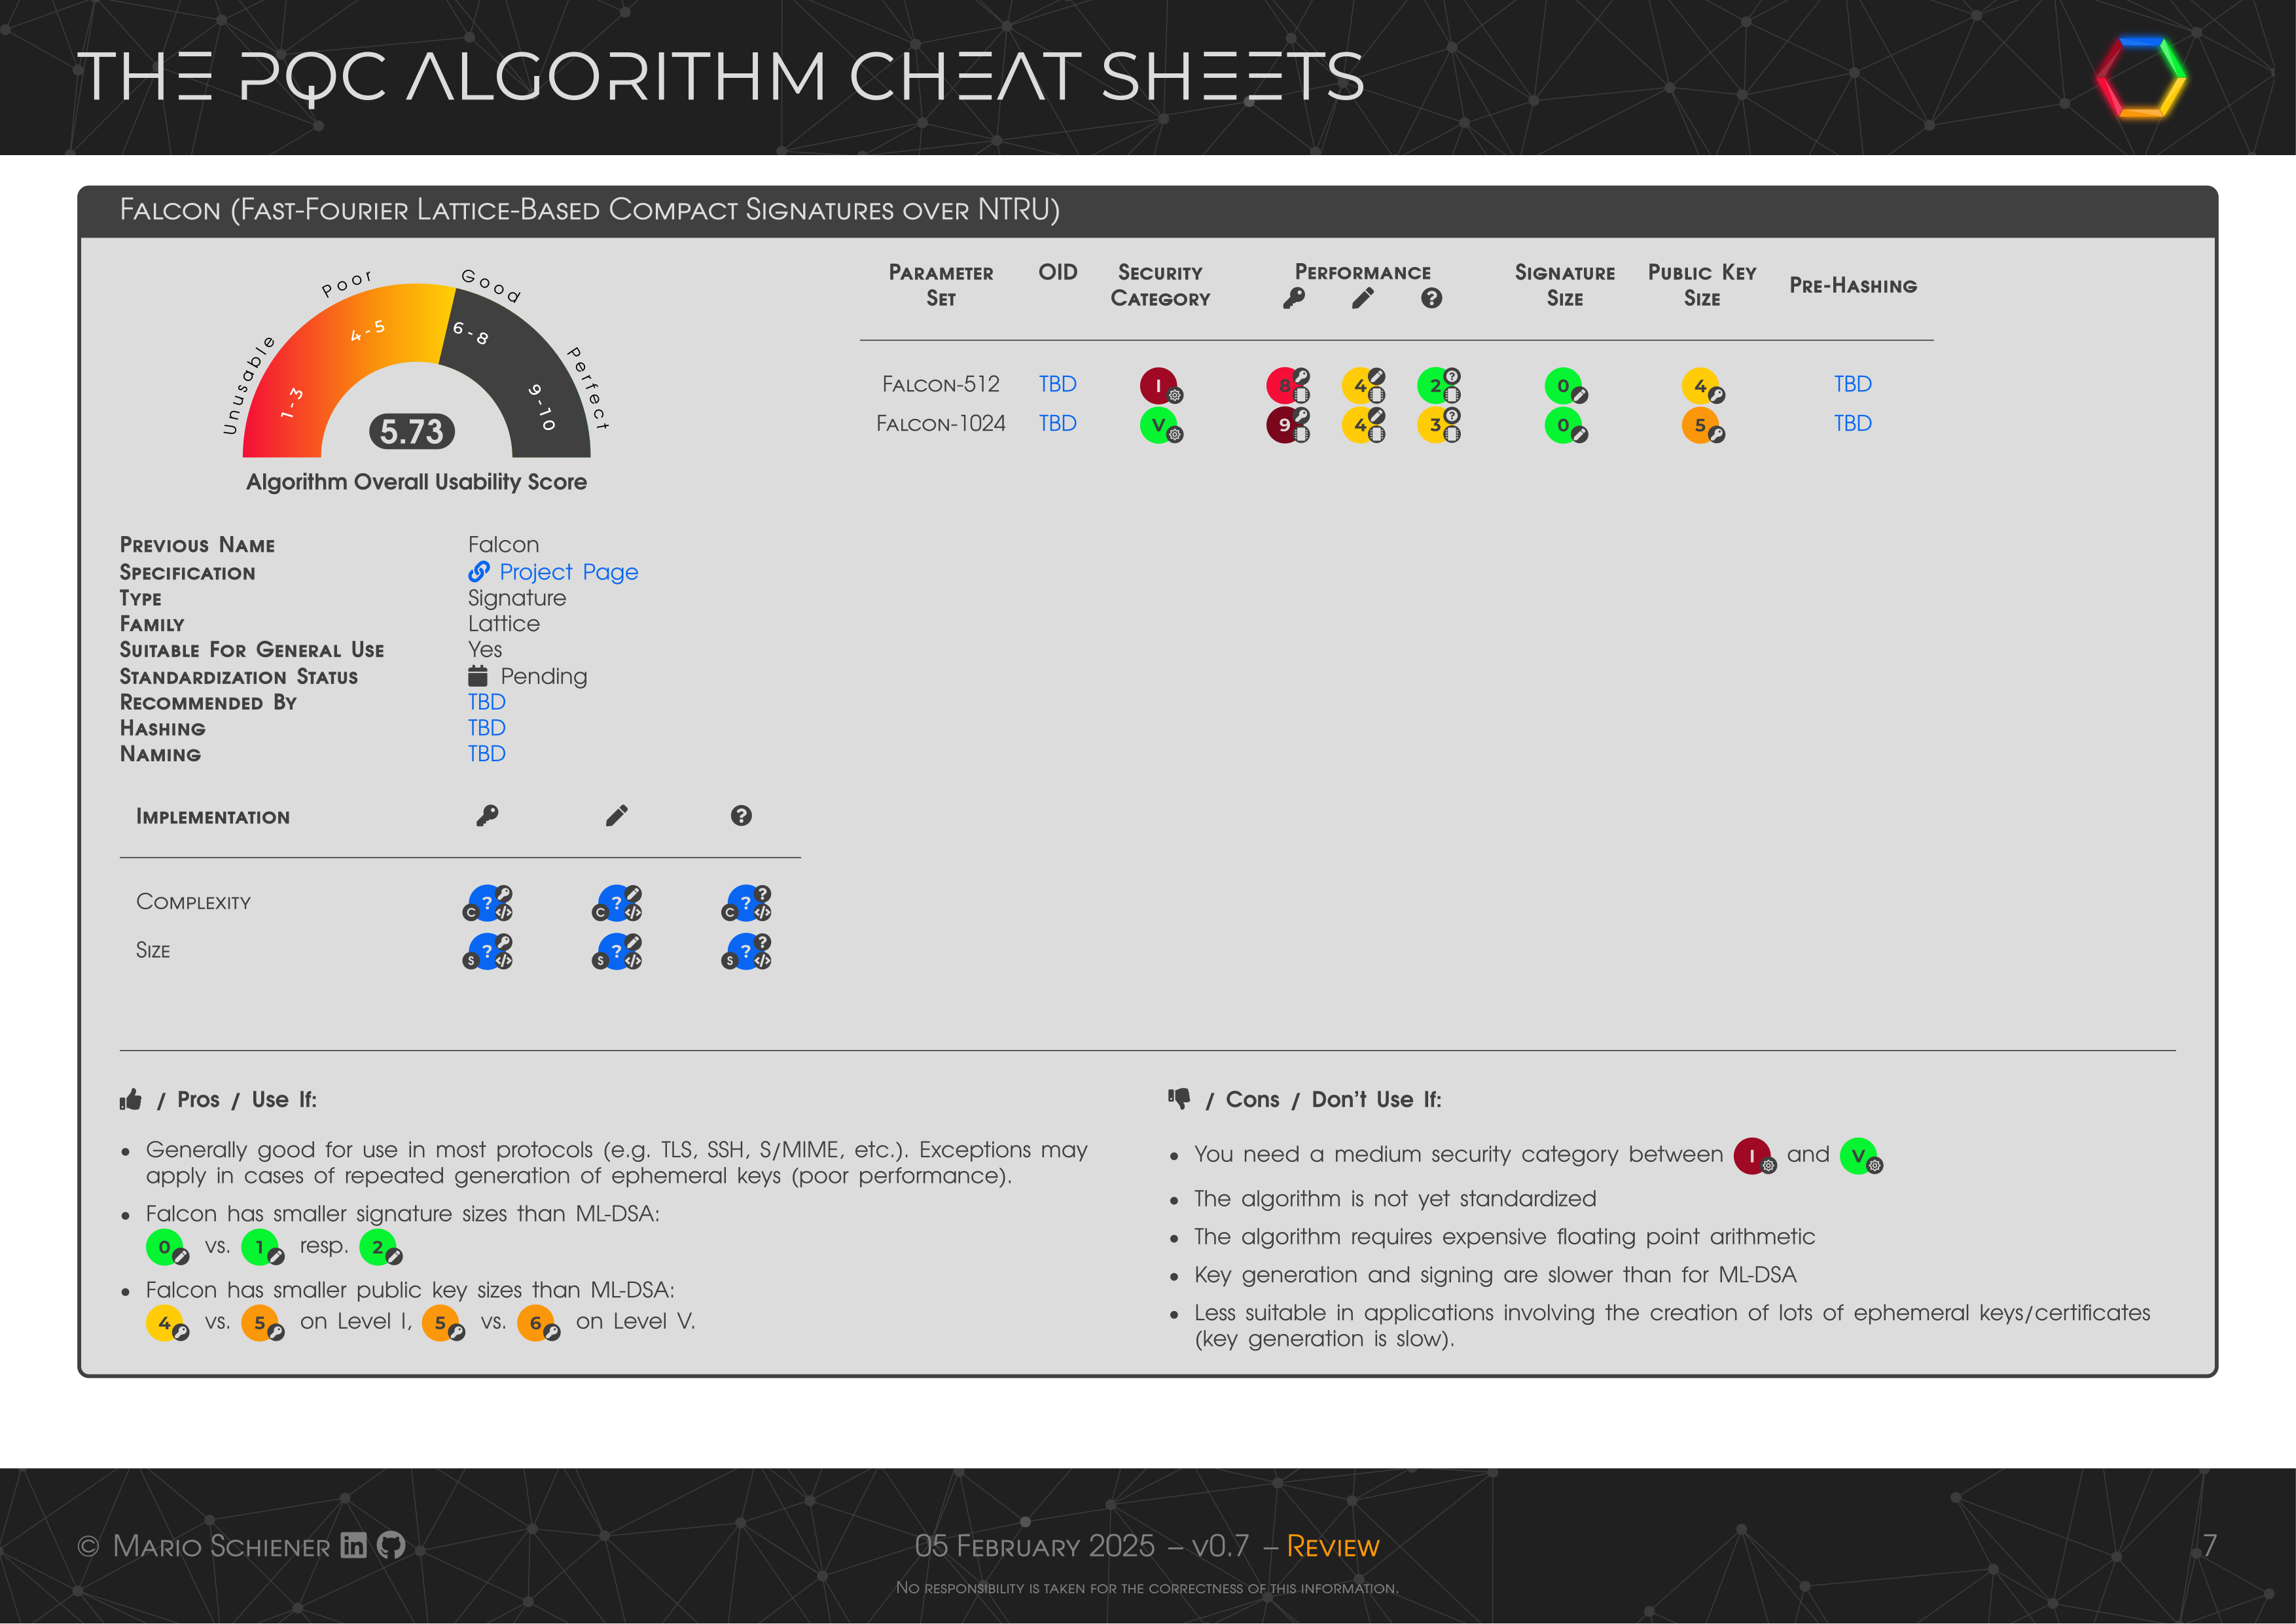 THE PQC ALGORITHM CHEAT SHEETS
Falcon (Fast-Fourier Lattice-Based Compact Signatures over NTRU)
Unusable
Poor
Good
Perfect
1-3
4-5
6-8
9-10
5.73
Algorithm Overall Usability Score
Parameter Set OID Security Category Performance Signature Size Public Key Size Pre-Hashing
Falcon-512 TBD I 8 4 2 0 4 TBD
Falcon-1024 TBD V 9 4 3 0 5 TBD
Previous Name Falcon
Specification Project Page
Type Signature
Family Lattice
Suitable For General Use Yes
Standardization Status Pending
Recommended By TBD
Hashing TBD
Naming TBD
Implementation ?
Complexity ? C ? C ? C
Size ? S ? S ? S
/ Pros / Use If:
• Generally good for use in most protocols (e.g. TLS, SSH, S/MIME, etc.). Exceptions may
apply in cases of repeated generation of ephemeral keys (poor performance).
• Falcon has smaller signature sizes than ML-DSA:
0 vs. 1 resp. 2
• Falcon has smaller public key sizes than ML-DSA:
4 vs. 5 on Level I, 5 vs. 6 on Level V.
/ Cons / Don't Use If:
• You need a medium security category between I and V
• The algorithm is not yet standardized
• The algorithm requires expensive floating point arithmetic
• Key generation and signing are slower than for ML-DSA
• Less suitable in applications involving the creation of lots of ephemeral keys/certificates
(key generation is slow).
© Mario Schiener in
05 February 2025 – v0.7 – Review
No responsibility is taken for the correctness of this information.
7